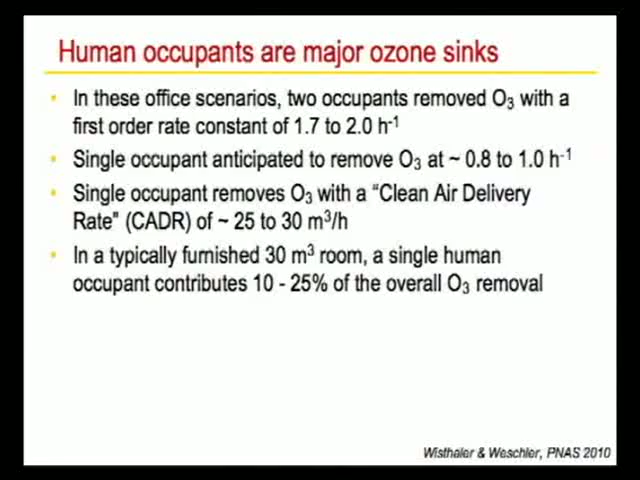 Human occupants are major ozone sinks
• In these office scenarios, two occupants removed O₃ with a
first order rate constant of 1.7 to 2.0 h⁻¹
• Single occupant anticipated to remove O₃ at ~ 0.8 to 1.0 h⁻¹
• Single occupant removes O₃ with a “Clean Air Delivery
Rate" (CADR) of ~ 25 to 30 m³/h
• In a typically furnished 30 m³ room, a single human
occupant contributes 10 - 25% of the overall O₃ removal
Wisthaler & Weschler, PNAS 2010